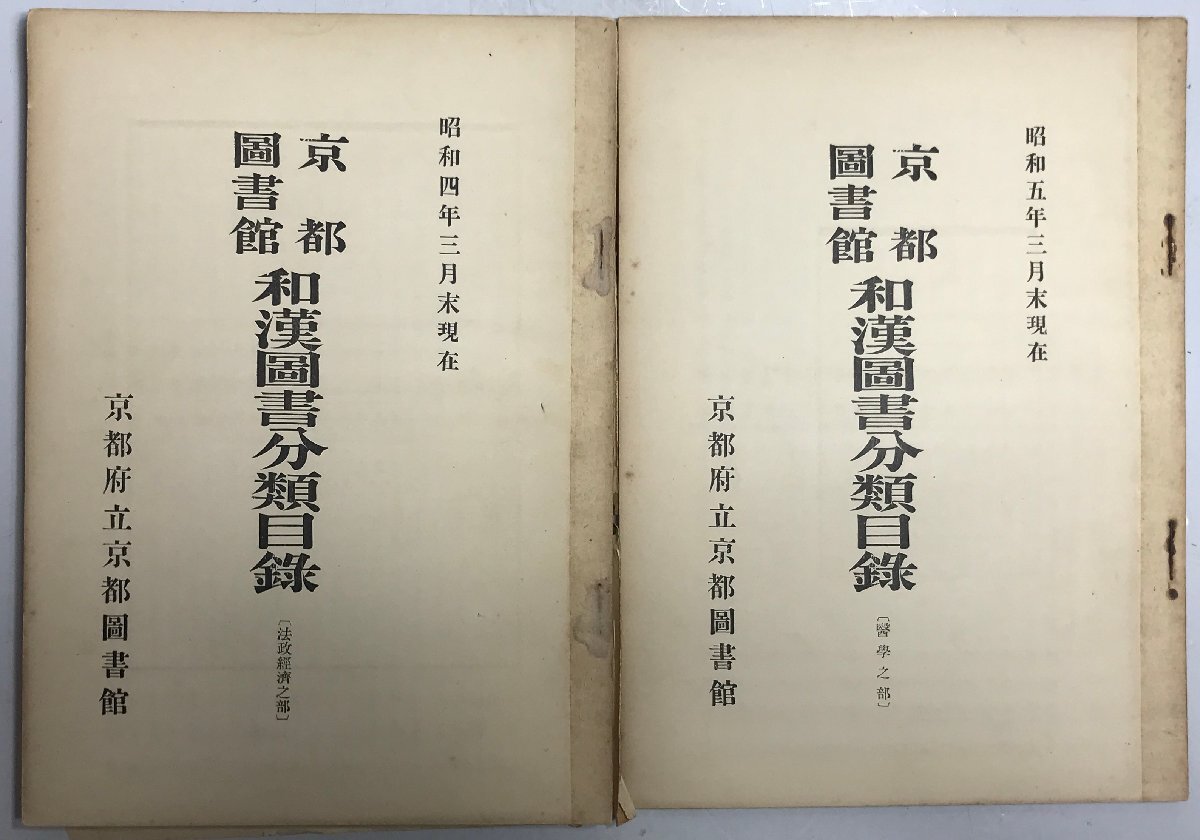 昭和五年三月末現在
京都
圖書館
和漢圖書分類目錄
〔醫學之部〕
京都府立京都圖書館
昭和四年三月末現在
京都
圖書館
和漢圖書分類目錄
〔法政經濟之部〕
京都府立京都圖書館